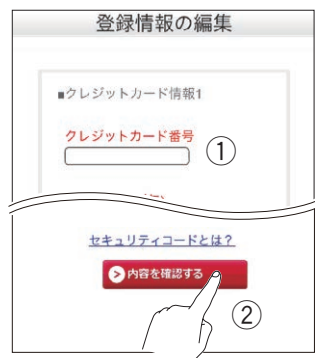 登録情報の編集
■クレジットカード情報1
クレジットカード番号
①
セキュリティコードとは?
内容を確認する
②